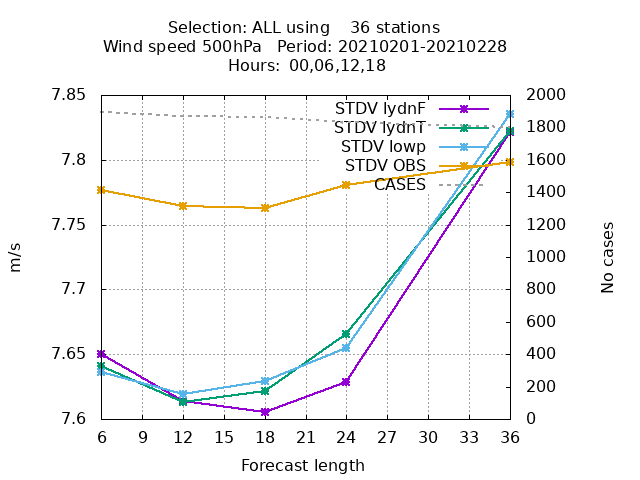 Selection: ALL using    36 stations
Wind speed 500hPa   Period: 20210201-20210228
Hours:  00,06,12,18
7.85
7.8
7.75
7.7
7.65
7.6
m/s
STDV lydnF
STDV lydnT
STDV lowp
STDV OBS
CASES
2000
1800
1600
1400
1200
1000
800
600
400
200
0
No cases
6 9 12 15 18 21 24 27 30 33 36
Forecast length